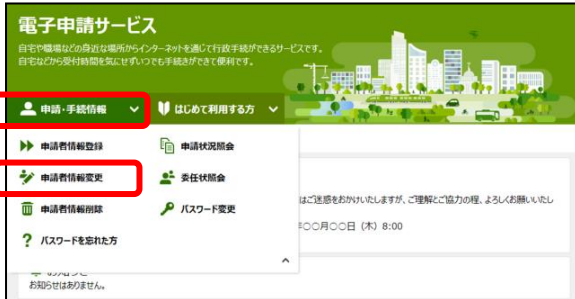 電子申請サービス
自宅や職場などの身近な場所からインターネットを通じて行政手続ができるサービスです。
自宅などから受付時間を気にせずいつでも手続きができて便利です。
申請・手続情報 はじめて利用する方
申請者情報登録 申請状況照会
申請者情報変更 委任状照会
はご迷惑をおかけいたしますが、ご理解とご協力の程、よろしくお願いいたし
申請者情報削除 パスワード変更
〇〇月〇〇日（木）8:00
パスワードを忘れた方
お知らせはありません。